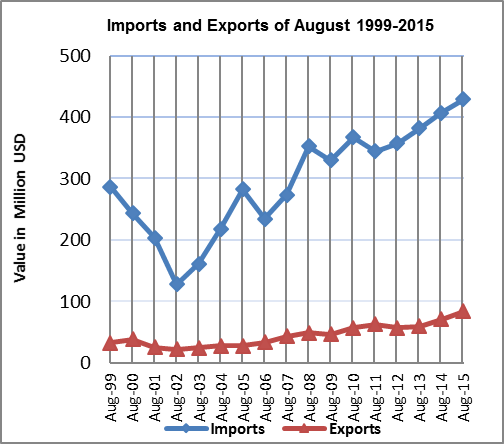 Imports and Exports of August 1999-2015
Value in Million USD
500
400
300
200
100
0
Aug-99
Aug-00
Aug-01
Aug-02
Aug-03
Aug-04
Aug-05
Aug-06
Aug-07
Aug-08
Aug-09
Aug-10
Aug-11
Aug-12
Aug-13
Aug-14
Aug-15
Imports Exports